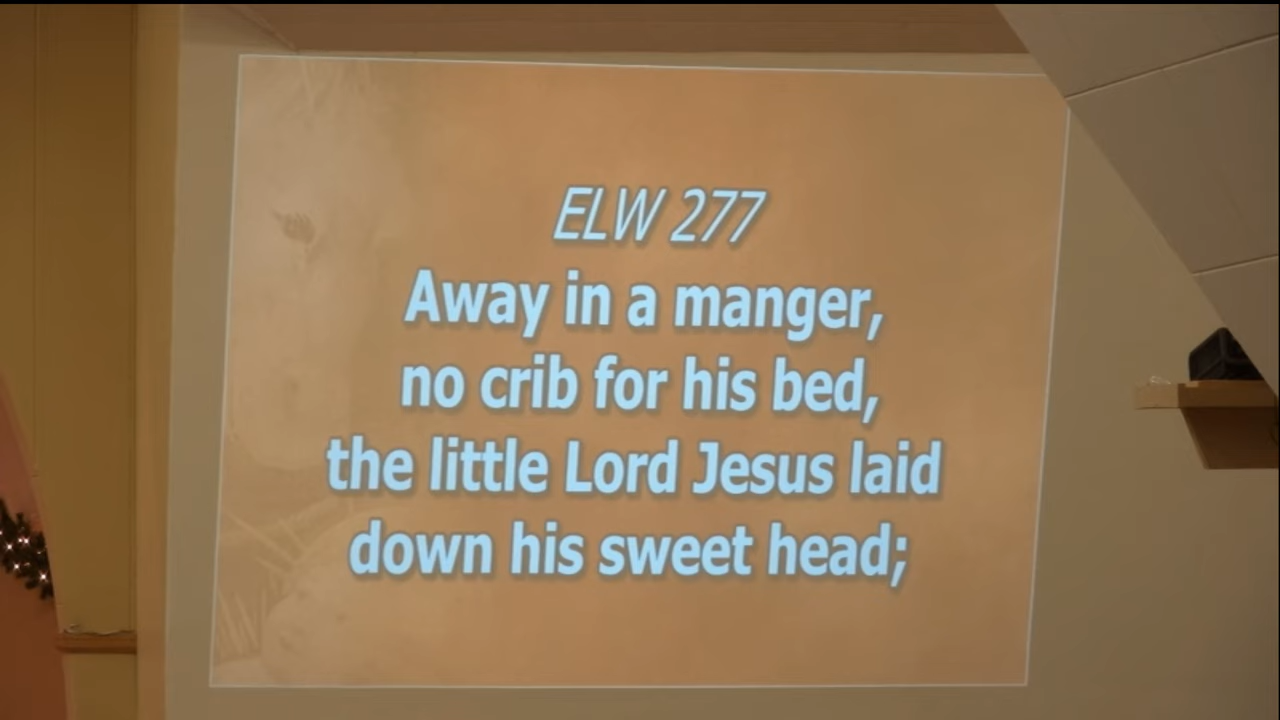 ELW 277
Away in a manger,
no crib for his bed,
the little Lord Jesus laid
down his sweet head;